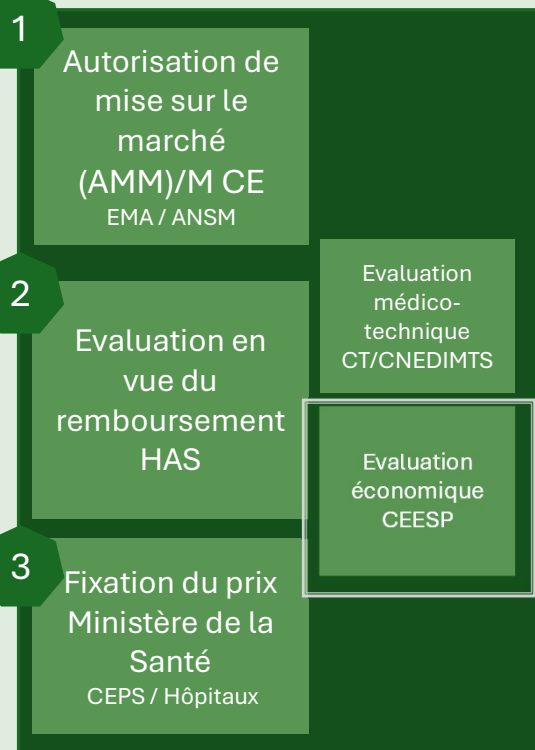 1
Autorisation de
mise sur le
marché
(AMM)/M CE
EMA / ANSM
2
Evaluation en
vue du
remboursement
HAS
Evaluation
médico-
technique
CT/CNEDIMTS
Evaluation
économique
CEESP
3
Fixation du prix
Ministère de la
Santé
CEPS / Hôpitaux